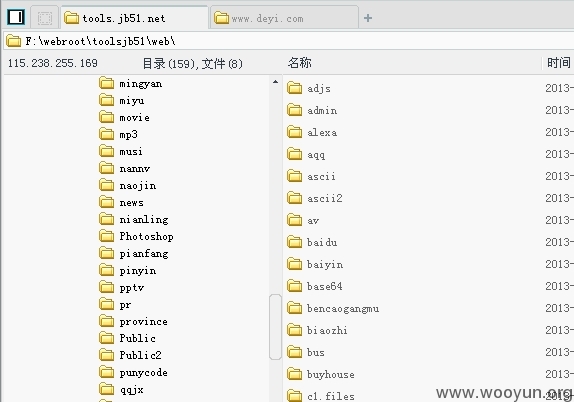 tools.jb51.net www.deyi.com +
F:\webroot\toolsjb51\web\
115.238.255.169 目录(159),文件(8) 名称 时间
mingyan
miyu
movie
mp3
musi
nannv
naojin
news
nianling
Photoshop
pianfang
pinyin
pptv
pr
province
Public
Public2
punycode
qqjx
adjs 2013-
admin 2013-
alexa 2013-
aqq 2013-
ascii 2013-
ascii2 2013-
av 2013-
baidu 2013-
baiyin 2013-
base64 2013-
bencaogangmu 2013-
biaozhi 2013-
bus 2013-
buyhouse 2013-
c1.files 2013-
www.wooyun.org